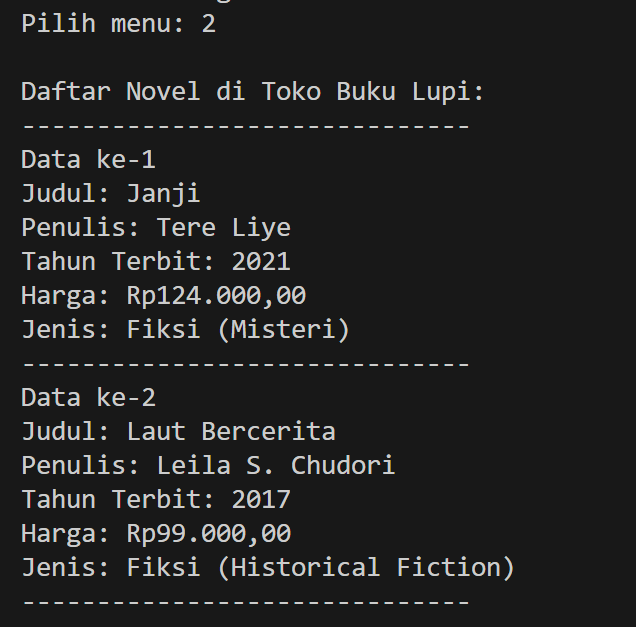 Pilih menu: 2
Daftar Novel di Toko Buku Lupi:
------------------------------
Data ke-1
Judul: Janji
Penulis: Tere Liye
Tahun Terbit: 2021
Harga: Rp124.000,00
Jenis: Fiksi (Misteri)
------------------------------
Data ke-2
Judul: Laut Bercerita
Penulis: Leila S. Chudori
Tahun Terbit: 2017
Harga: Rp99.000,00
Jenis: Fiksi (Historical Fiction)
------------------------------